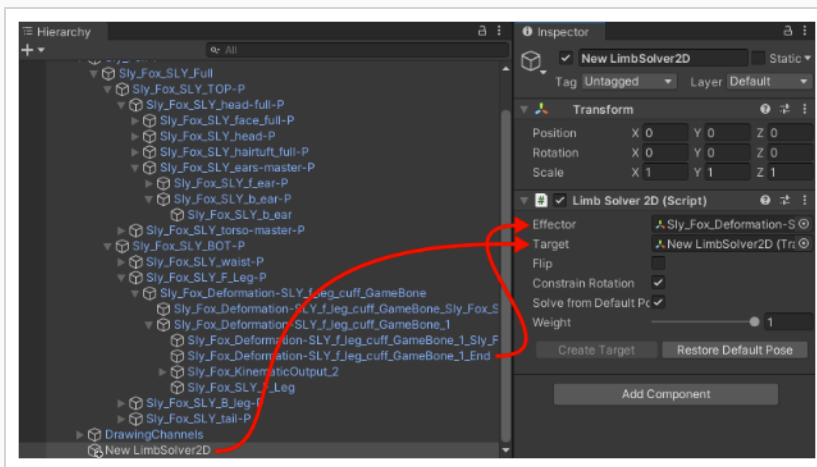 Hierarchy
All
Sly_Fox_SLY_Full
Sly_Fox_SLY_TOP-P
Sly_Fox_SLY_head-full-P
Sly_Fox_SLY_face_full-P
Sly_Fox_SLY_head-P
Sly_Fox_SLY_hairtuft_full-P
Sly_Fox_SLY_ears-master-P
Sly_Fox_SLY_f_ear-P
Sly_Fox_SLY_b_ear-P
Sly_Fox_SLY_b_ear
Sly_Fox_SLY_torso-master-P
Sly_Fox_SLY_BOT-P
Sly_Fox_SLY_waist-P
Sly_Fox_SLY_F_Leg-P
Sly_Fox_Deformation-SLY_f_leg_cuff_GameBone
Sly_Fox_Deformation-SLY_f_leg_cuff_GameBone_Sly_Fox_S
Sly_Fox_Deformation-SLY_f_leg_cuff_GameBone_1
Sly_Fox_Deformation-SLY_f_leg_cuff_GameBone_1_Sly_F
Sly_Fox_Deformation-SLY_f_leg_cuff_GameBone_1_End
Sly_Fox_KinematicOutput_2
Sly_Fox_SLY_F_Leg
Sly_Fox_SLY_B_leg-P
Sly_Fox_SLY_tail-P
DrawingChannels
New LimbSolver2D
Inspector
New LimbSolver2D Static
Tag Untagged Layer Default
Transform
Position X 0 Y 0 Z 0
Rotation X 0 Y 0 Z 0
Scale X 1 Y 1 Z 1
# Limb Solver 2D (Script)
Effector Sly_Fox_Deformation-S
Target New LimbSolver2D (Tra
Flip
Constrain Rotation
Solve from Default Po
Weight 1
Create Target Restore Default Pose
Add Component